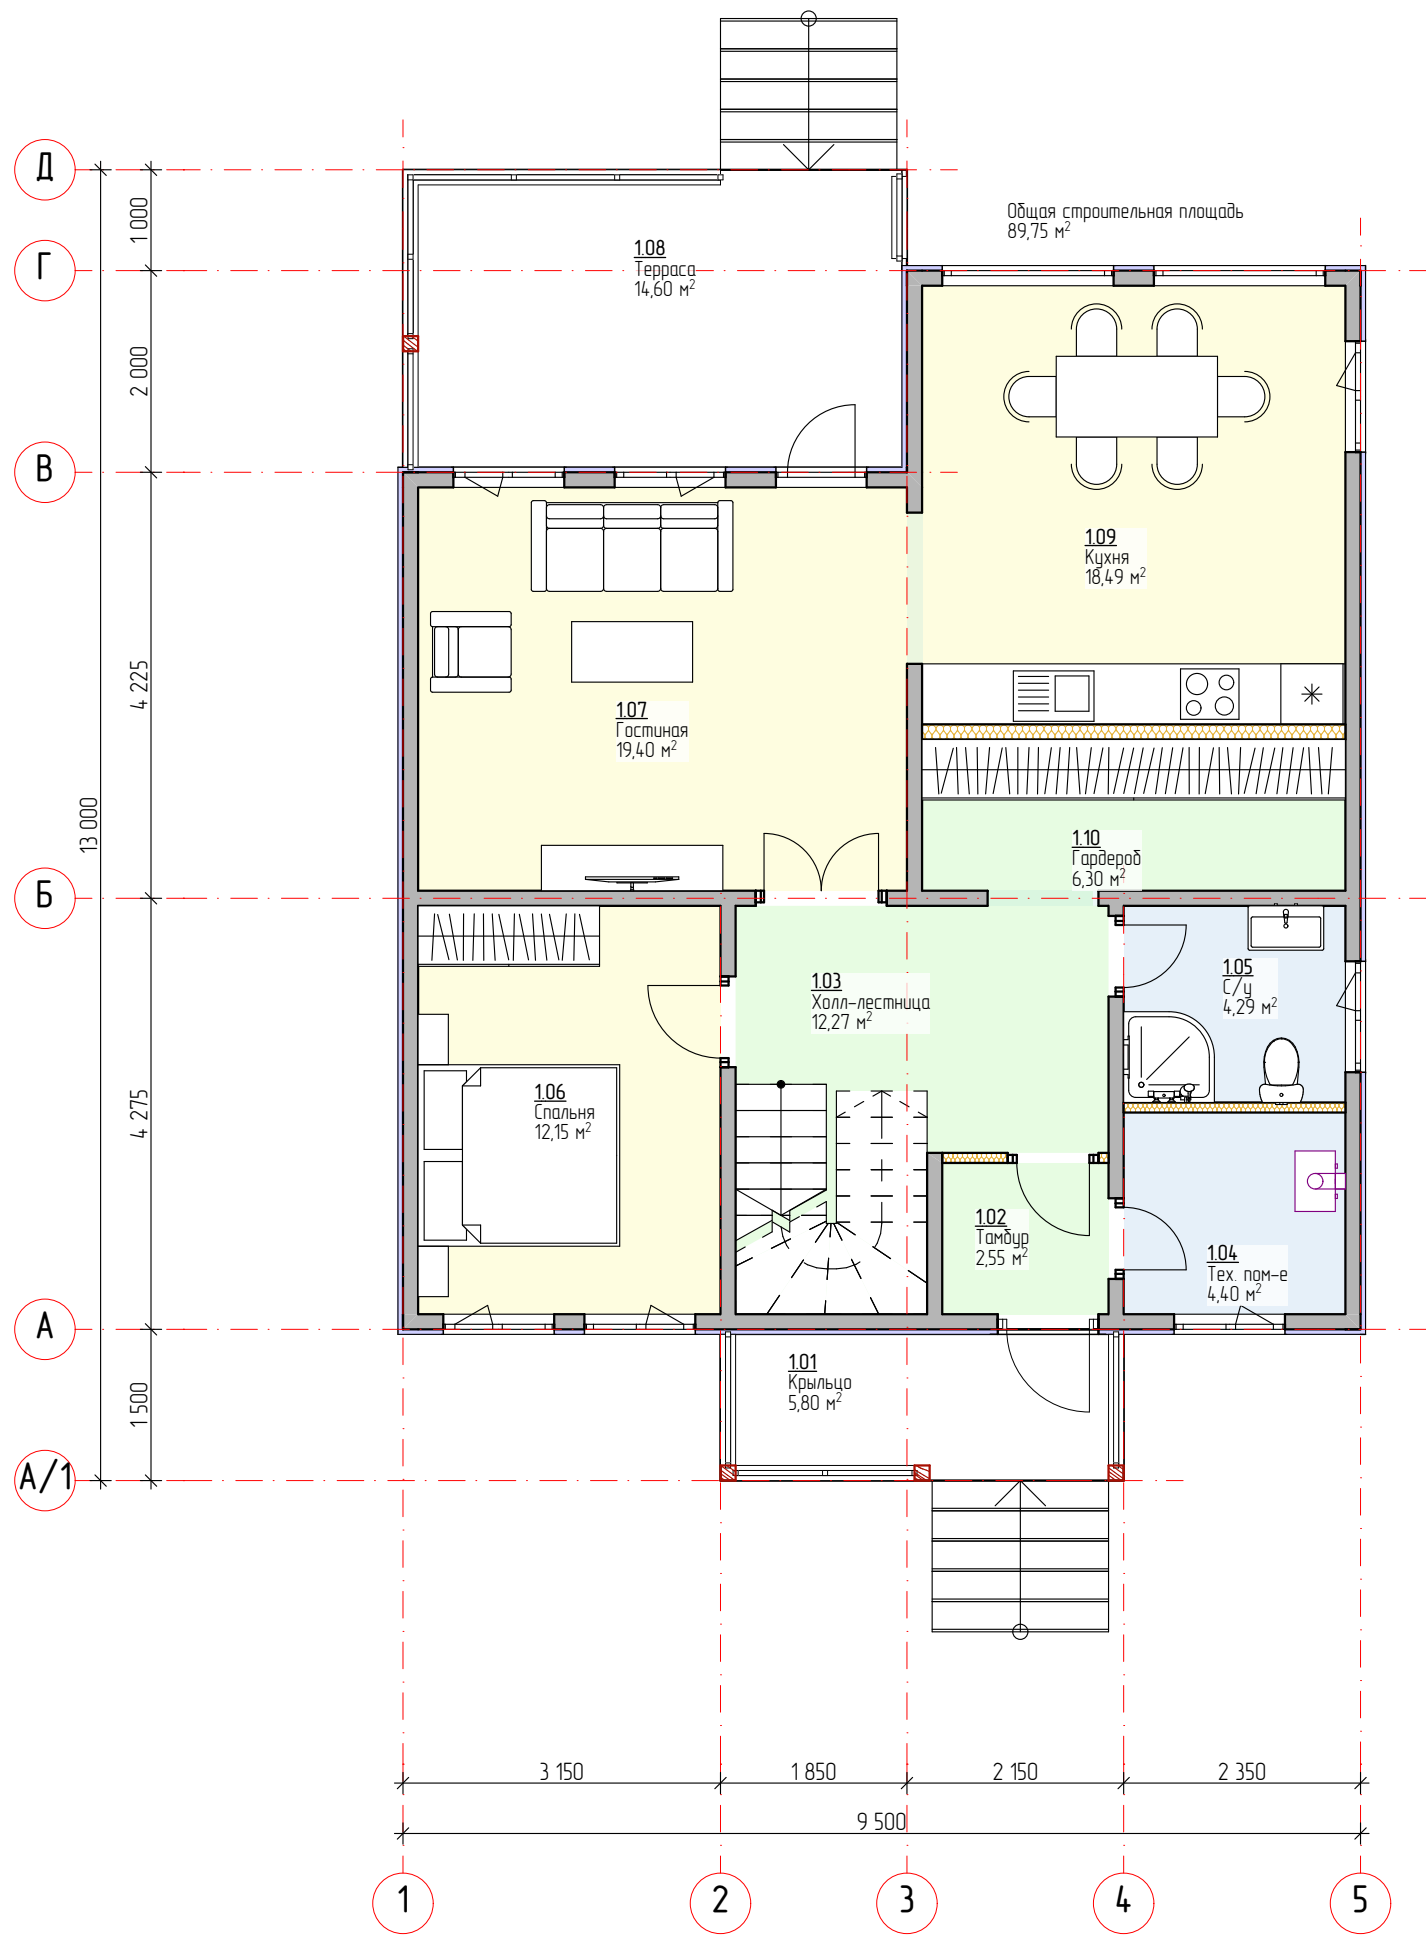 Д
1 000
Общая строительная площадь
89,75 м²
Г
1.08
Терраса
14,60 м²
2 000
В
1.09
Кухня
18,49 м²
4 225
1.07
Гостиная
19,40 м²
13 000
1.10
Гардероб
6,30 м²
Б
1.03
Холл-лестница
12,27 м²
1.05
С/у
4,29 м²
4 275
1.06
Спальня
12,15 м²
1.02
Тамбур
2,55 м²
1.04
Тех. пом-е
4,40 м²
А
1.01
Крыльцо
5,80 м²
1 500
А/1
3 150
1 850
2 150
2 350
9 500
1
2
3
4
5